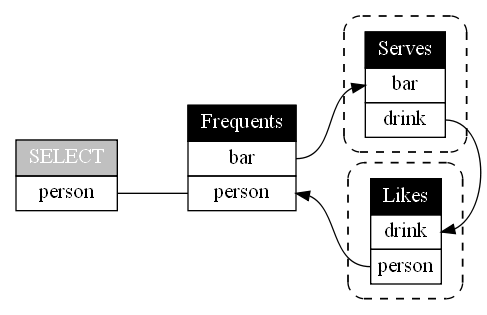 SELECT
person
Frequents
bar
person
Serves
bar
drink
Likes
drink
person